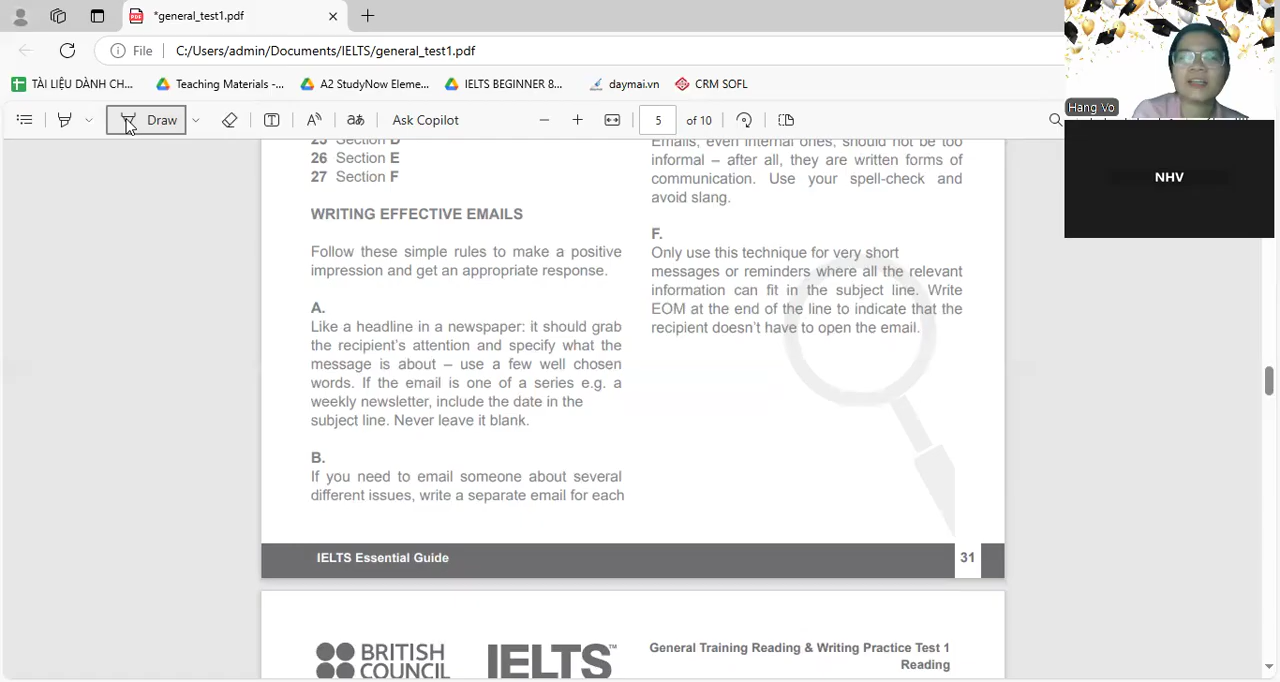 *general_test1.pdf
File
C:/Users/admin/Documents/IELTS/general_test1.pdf
TÀI LIỆU DÀNH CH...
Teaching Materials -...
A2 StudyNow Eleme...
IELTS BEGINNER 8...
daymai.vn
CRM SOFL
Draw
Ask Copilot
5 of 10
Hang Vo
NHV
25 Section D
26 Section E
27 Section F
WRITING EFFECTIVE EMAILS
Follow these simple rules to make a positive
impression and get an appropriate response.
A.
Like a headline in a newspaper: it should grab
the recipient's attention and specify what the
message is about – use a few well chosen
words. If the email is one of a series e.g. a
weekly newsletter, include the date in the
subject line. Never leave it blank.
B.
If you need to email someone about several
different issues, write a separate email for each
Emails, even internal ones, should not be too
informal – after all, they are written forms of
communication. Use your spell-check and
avoid slang.
F.
Only use this technique for very short
messages or reminders where all the relevant
information can fit in the subject line. Write
EOM at the end of the line to indicate that the
recipient doesn't have to open the email.
IELTS Essential Guide
31
BRITISH
COUNCIL
IELTS™
General Training Reading & Writing Practice Test 1
Reading